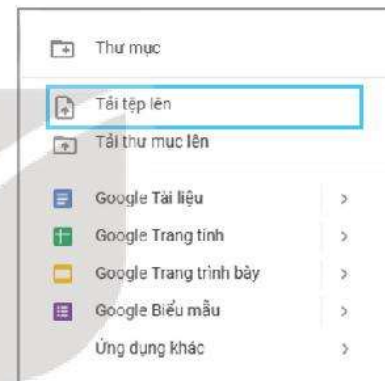 Thư mục
Tải tệp lên
Tải thư mục lên
Google Tài liệu
Google Trang tính
Google Trang trình bày
Google Biểu mẫu
Ứng dụng khác